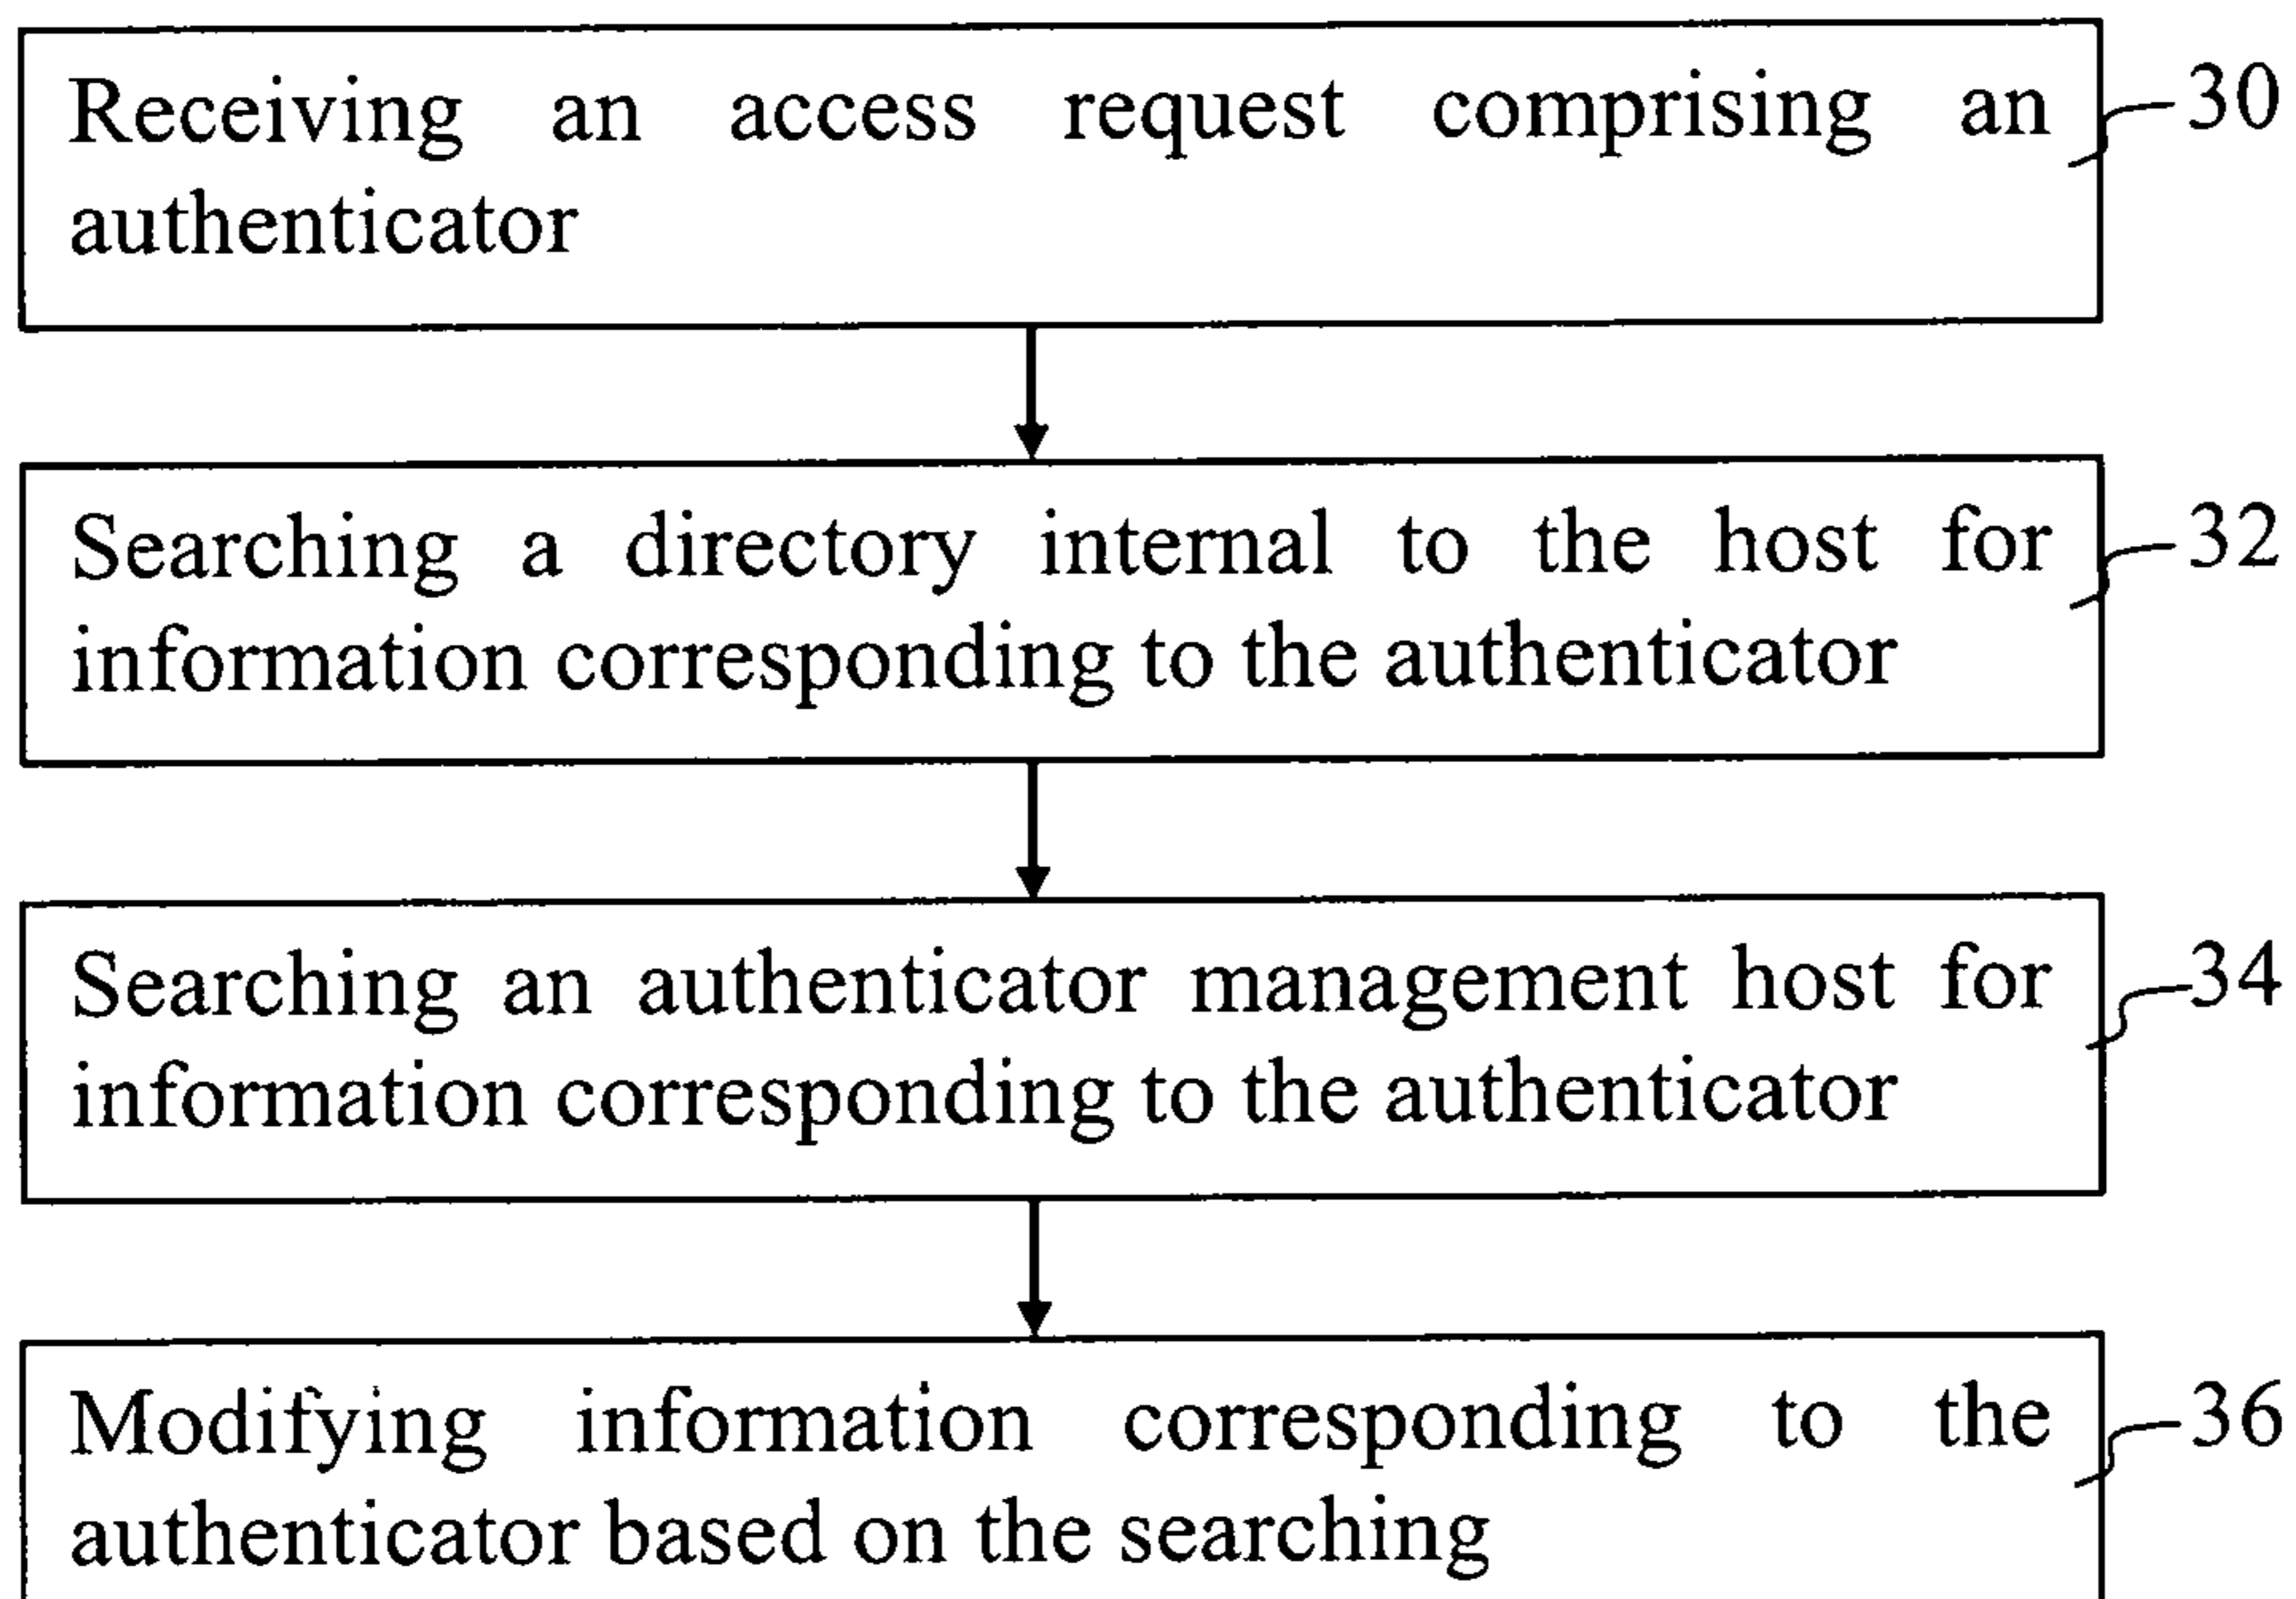 Receiving an access request comprising an
30
authenticator
Searching a directory internal to the host for
32
information corresponding to the authenticator
Searching an authenticator management host for
34
information corresponding to the authenticator
Modifying information corresponding to the
36
authenticator based on the searching